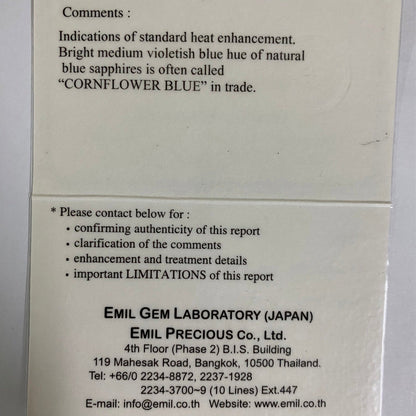 Comments :
Indications of standard heat enhancement.
Bright medium violetish blue hue of natural
blue sapphires is often called
“CORNFLOWER BLUE” in trade.
* Please contact below for :
• confirming authenticity of this report
• clarification of the comments
• enhancement and treatment details
• important LIMITATIONS of this report
EMIL GEM LABORATORY (JAPAN)
EMIL PRECIOUS CO., LTD.
4th Floor (Phase 2) B.I.S. Building
119 Mahesak Road, Bangkok, 10500 Thailand.
Tel: +66/0 2234-8872, 2237-1928
2234-3700~9 (10 Lines) Ext.447
E-mail: info@emil.co.th Website: www.emil.co.th